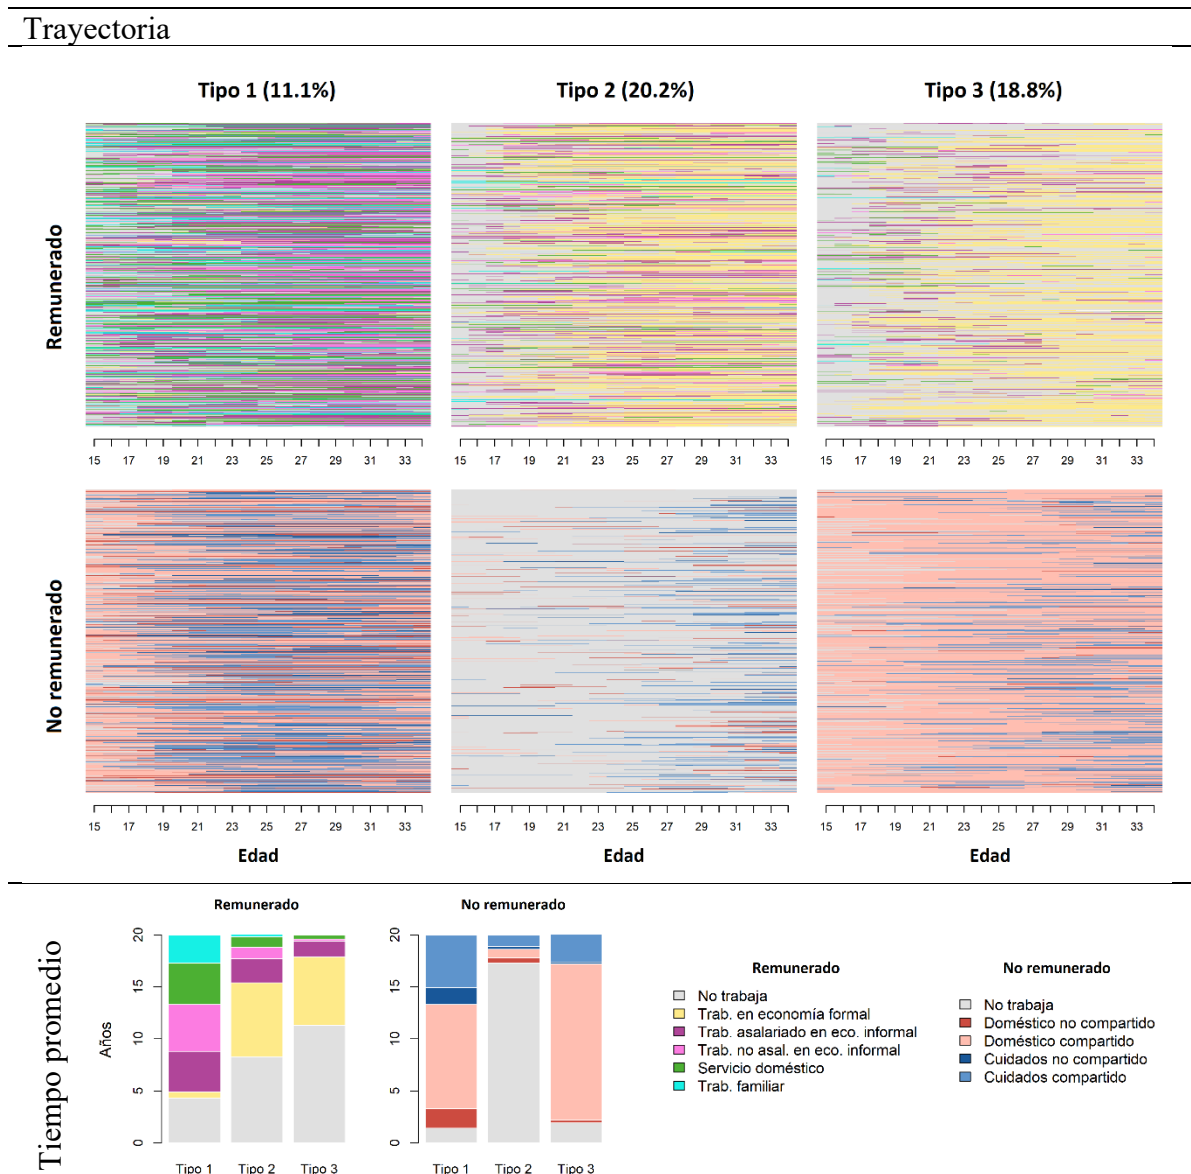 Trayectoria
Tipo 1 (11.1%) Tipo 2 (20.2%) Tipo 3 (18.8%)
Remunerado
15 17 19 21 23 25 27 29 31 33 15 17 19 21 23 25 27 29 31 33 15 17 19 21 23 25 27 29 31 33
No remunerado
15 17 19 21 23 25 27 29 31 33 15 17 19 21 23 25 27 29 31 33 15 17 19 21 23 25 27 29 31 33
Edad Edad
Tiempo promedio
Remunerado
Años
20
15
10
5
0
Tipo 1 Tipo 2 Tipo 3
No remunerado
20
15
10
5
0
Tipo 1 Tipo 2 Tipo 3
Remunerado
No trabaja
Trab. en economía formal
Trab. asalariado en eco. informal
Trab. no asal. en eco. informal
Servicio doméstico
Trab. familiar
No remunerado
No trabaja
Doméstico no compartido
Doméstico compartido
Cuidados no compartido
Cuidados compartido